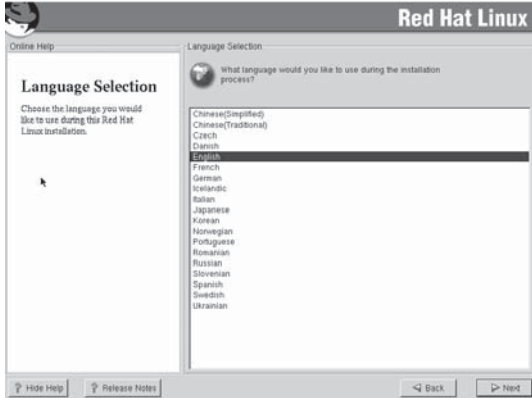 Red Hat Linux
Online Help
Language Selection
Choose the language you would
like to use during this Red Hat
Linux installation.
Language Selection
What language would you like to use during the installation
process?
Chinese(Simplified)
Chinese(Traditional)
Czech
Danish
English
French
German
Icelandic
Italian
Japanese
Korean
Norwegian
Portuguese
Romanian
Russian
Slovenian
Spanish
Swedish
Ukrainian
Hide Help
Release Notes
Back
Next